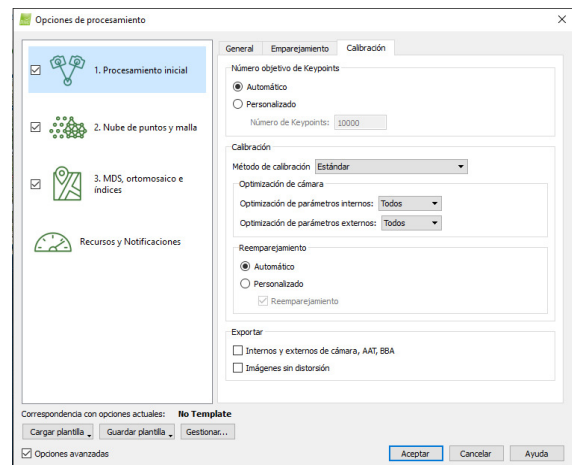 Opciones de procesamiento
1. Procesamiento inicial
2. Nube de puntos y malla
3. MDS, ortomosaico e
índices
Recursos y Notificaciones
General Emparejamiento Calibración
Número objetivo de Keypoints
Automático
Personalizado
Número de Keypoints: 10000
Calibración
Método de calibración Estándar
Optimización de cámara
Optimización de parámetros internos: Todos
Optimización de parámetros externos: Todos
Reemparejamiento
Automático
Personalizado
Reemparejamiento
Exportar
Internos y externos de cámara, AAT, BBA
Imágenes sin distorsión
Correspondencia con opciones actuales: No Template
Cargar plantilla Guardar plantilla Gestionar...
Opciones avanzadas Aceptar Cancelar Ayuda